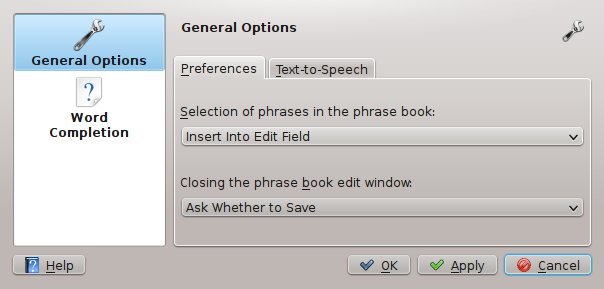 General Options
Word
Completion
General Options
Preferences
Text-to-Speech
Selection of phrases in the phrase book:
Insert Into Edit Field
Closing the phrase book edit window:
Ask Whether to Save
Help
OK
Apply
Cancel